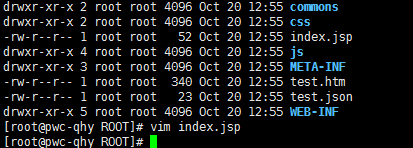 drwxr-xr-x 2 root root 4096 Oct 20 12:55 commons
drwxr-xr-x 2 root root 4096 Oct 20 12:55 css
-rw-r--r-- 1 root root   52 Oct 20 12:55 index.jsp
drwxr-xr-x 4 root root 4096 Oct 20 12:55 js
drwxr-xr-x 3 root root 4096 Oct 20 12:55 META-INF
-rw-r--r-- 1 root root  340 Oct 20 12:55 test.htm
-rw-r--r-- 1 root root   23 Oct 20 12:55 test.json
drwxr-xr-x 5 root root 4096 Oct 20 12:55 WEB-INF
[root@pwc-qhy ROOT]# vim index.jsp
[root@pwc-qhy ROOT]#